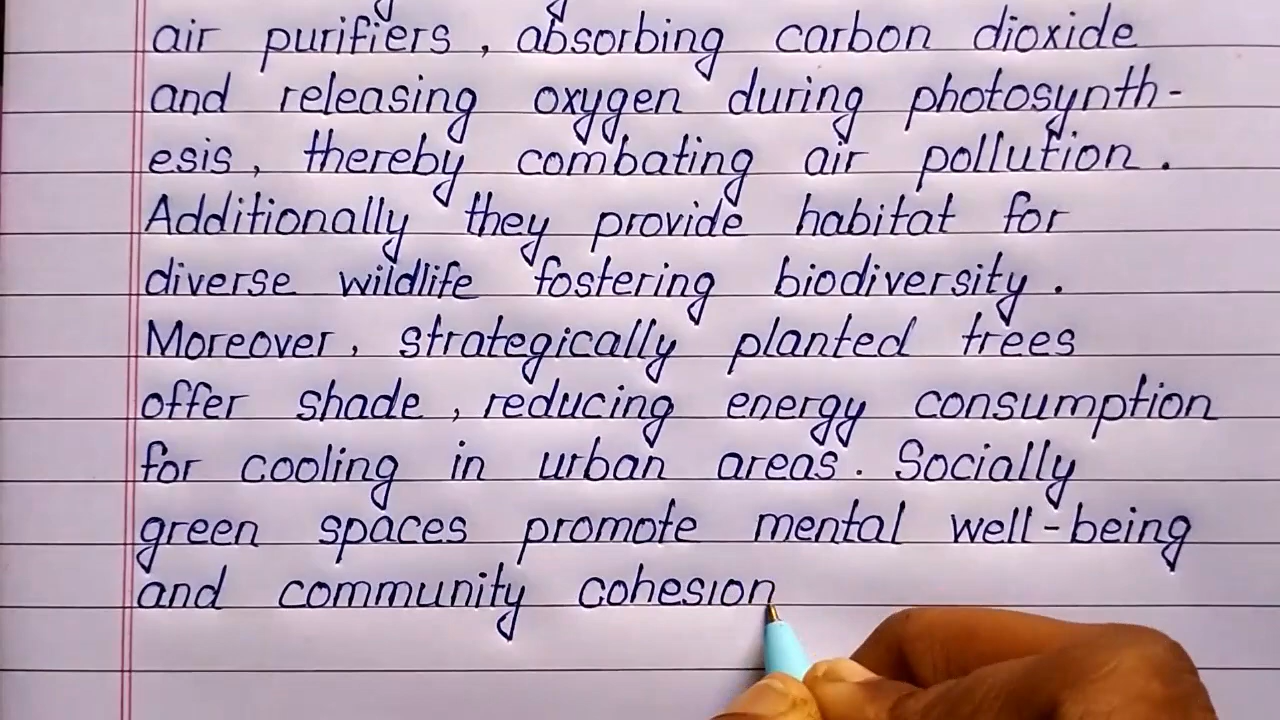 air purifiers, absorbing carbon dioxide
and releasing oxygen during photosynth-
esis, thereby combating air pollution.
Additionally they provide habitat for
diverse wildlife fostering biodiversity.
Moreover, strategically planted trees
offer shade, reducing energy consumption
for cooling in urban areas. Socially
green spaces promote mental well-being
and community cohesion